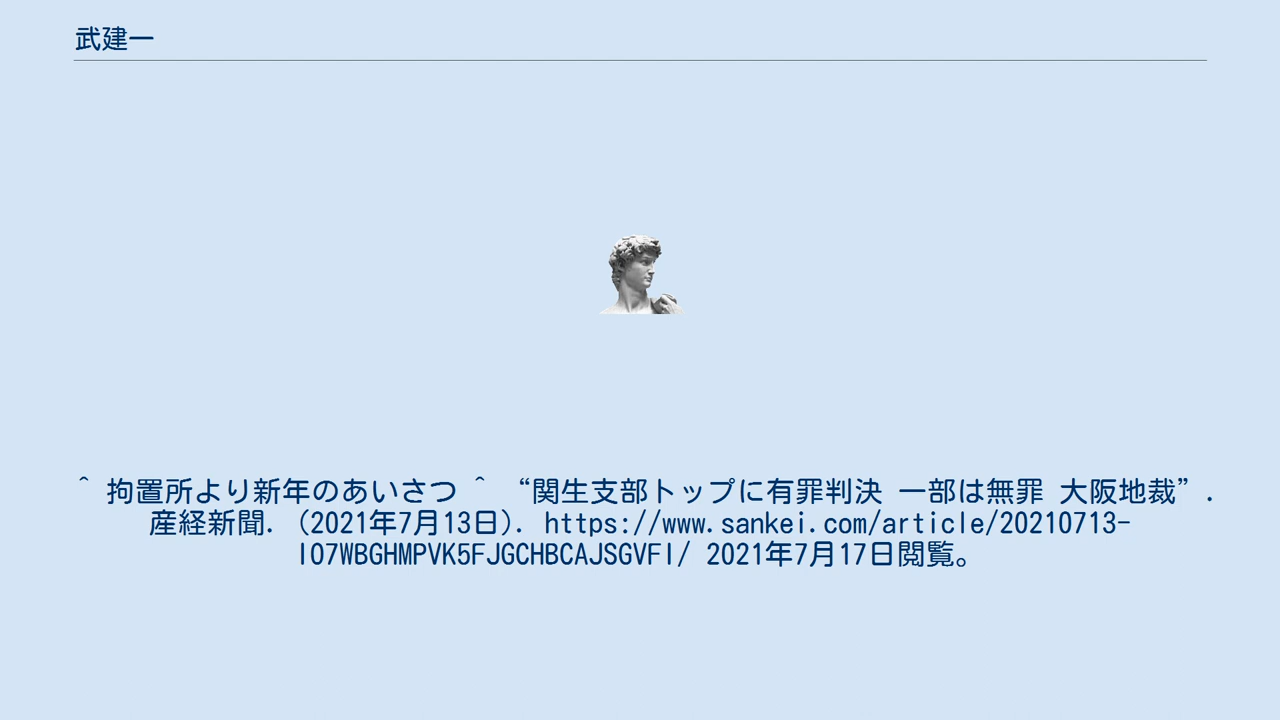 武建一
^ 拘置所より新年のあいさつ ^ “関生支部トップに有罪判決 一部は無罪 大阪地裁”.
産経新聞. (2021年7月13日). https://www.sankei.com/article/20210713-
IO7WBGHMPVK5FJGCHBCAJSGVFI/ 2021年7月17日閲覧。